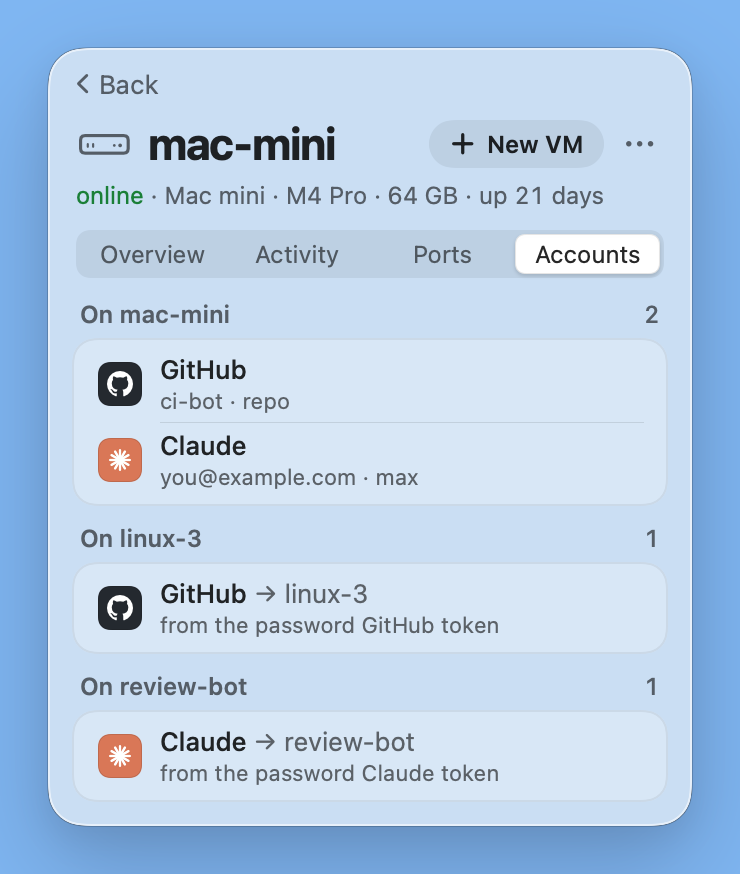 Back
mac-mini
New VM
online · Mac mini · M4 Pro · 64 GB · up 21 days
Overview Activity Ports Accounts
On mac-mini 2
GitHub
ci-bot · repo
Claude
you@example.com · max
On linux-3 1
GitHub → linux-3
from the password GitHub token
On review-bot 1
Claude → review-bot
from the password Claude token